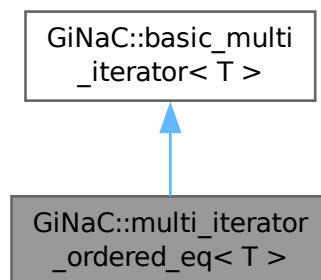 GiNaC::basic_multi
_iterator< T >
GiNaC::multi_iterator
_ordered_eq< T >